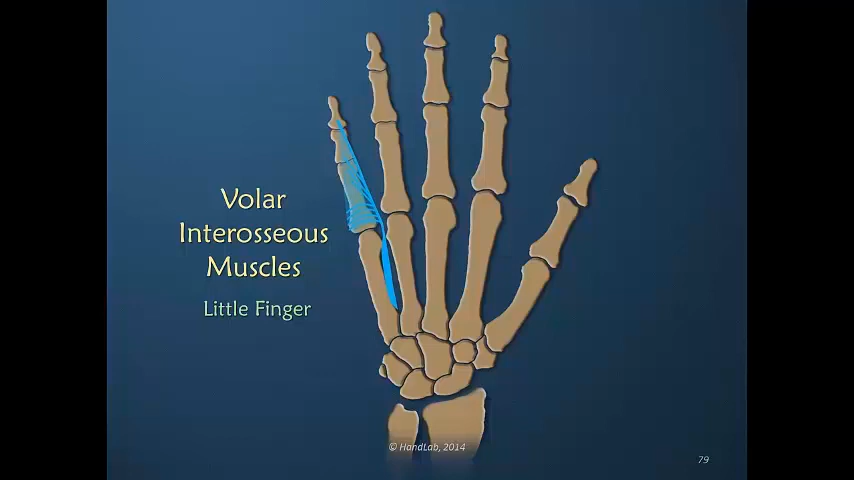 Volar
Interosseous
Muscles
Little Finger
© HandLab, 2014
79